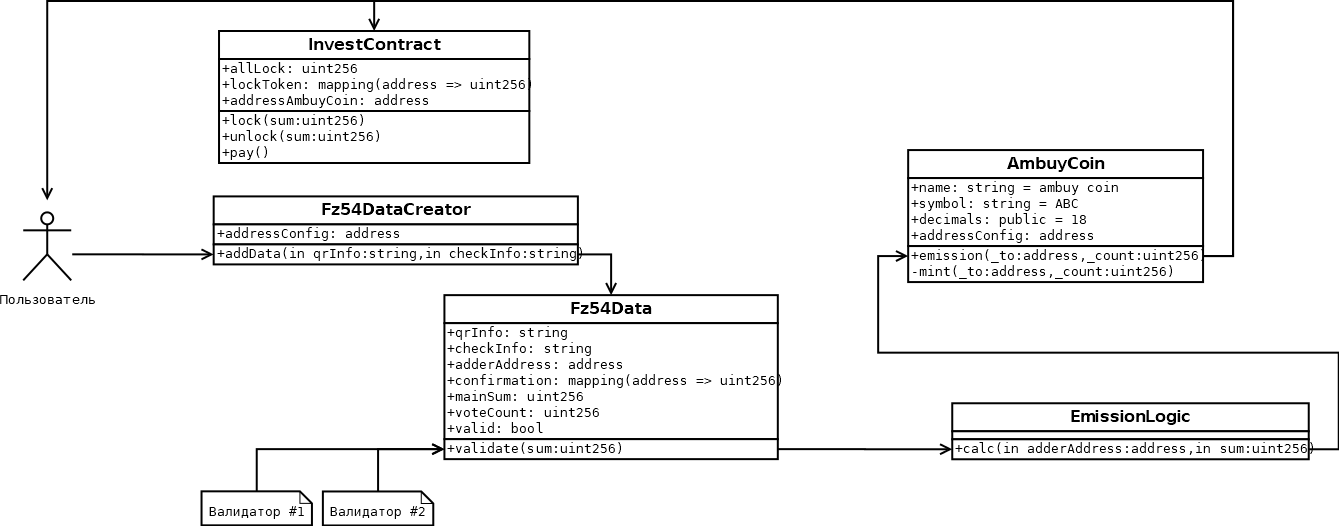 InvestContract
+allLock: uint256
+lockToken: mapping(address => uint256)
+addressAmbuyCoin: address
+lock(sum:uint256)
+unlock(sum:uint256)
+pay()
AmbuyCoin
+name: string = ambuy coin
+symbol: string = ABC
+decimals: public = 18
+addressConfig: address
+emission(_to:address,_count:uint256)
-mint(_to:address,_count:uint256)
Fz54DataCreator
+addressConfig: address
+addData(in qrInfo:string,in checkInfo:string)
Пользователь
Fz54Data
+qrInfo: string
+checkInfo: string
+adderAddress: address
+confirmation: mapping(address => uint256)
+mainSum: uint256
+voteCount: uint256
+valid: bool
+validate(sum:uint256)
EmissionLogic
+calc(in adderAddress:address,in sum:uint256)
Валидатор #1
Валидатор #2